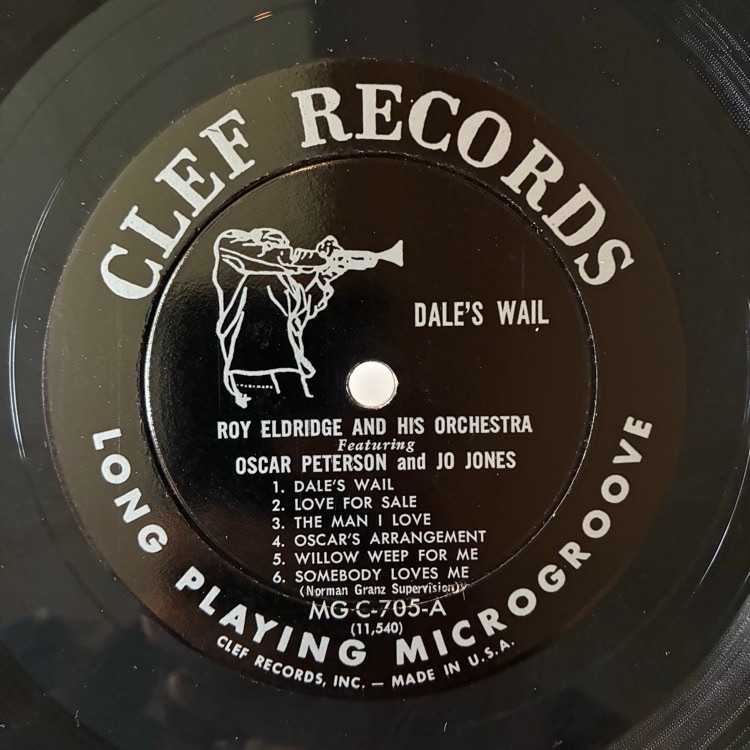 CLEF RECORDS
DALE'S WAIL
ROY ELDRIDGE AND HIS ORCHESTRA
Featuring
OSCAR PETERSON and JO JONES
1. DALE'S WAIL
2. LOVE FOR SALE
3. THE MAN I LOVE
4. OSCAR'S ARRANGEMENT
5. WILLOW WEEP FOR ME
6. SOMEBODY LOVES ME
(Norman Granz Supervision)
MG C-705-A
(11,540)
LONG PLAYING MICROGROOVE
CLEF RECORDS, INC. — MADE IN U.S.A.